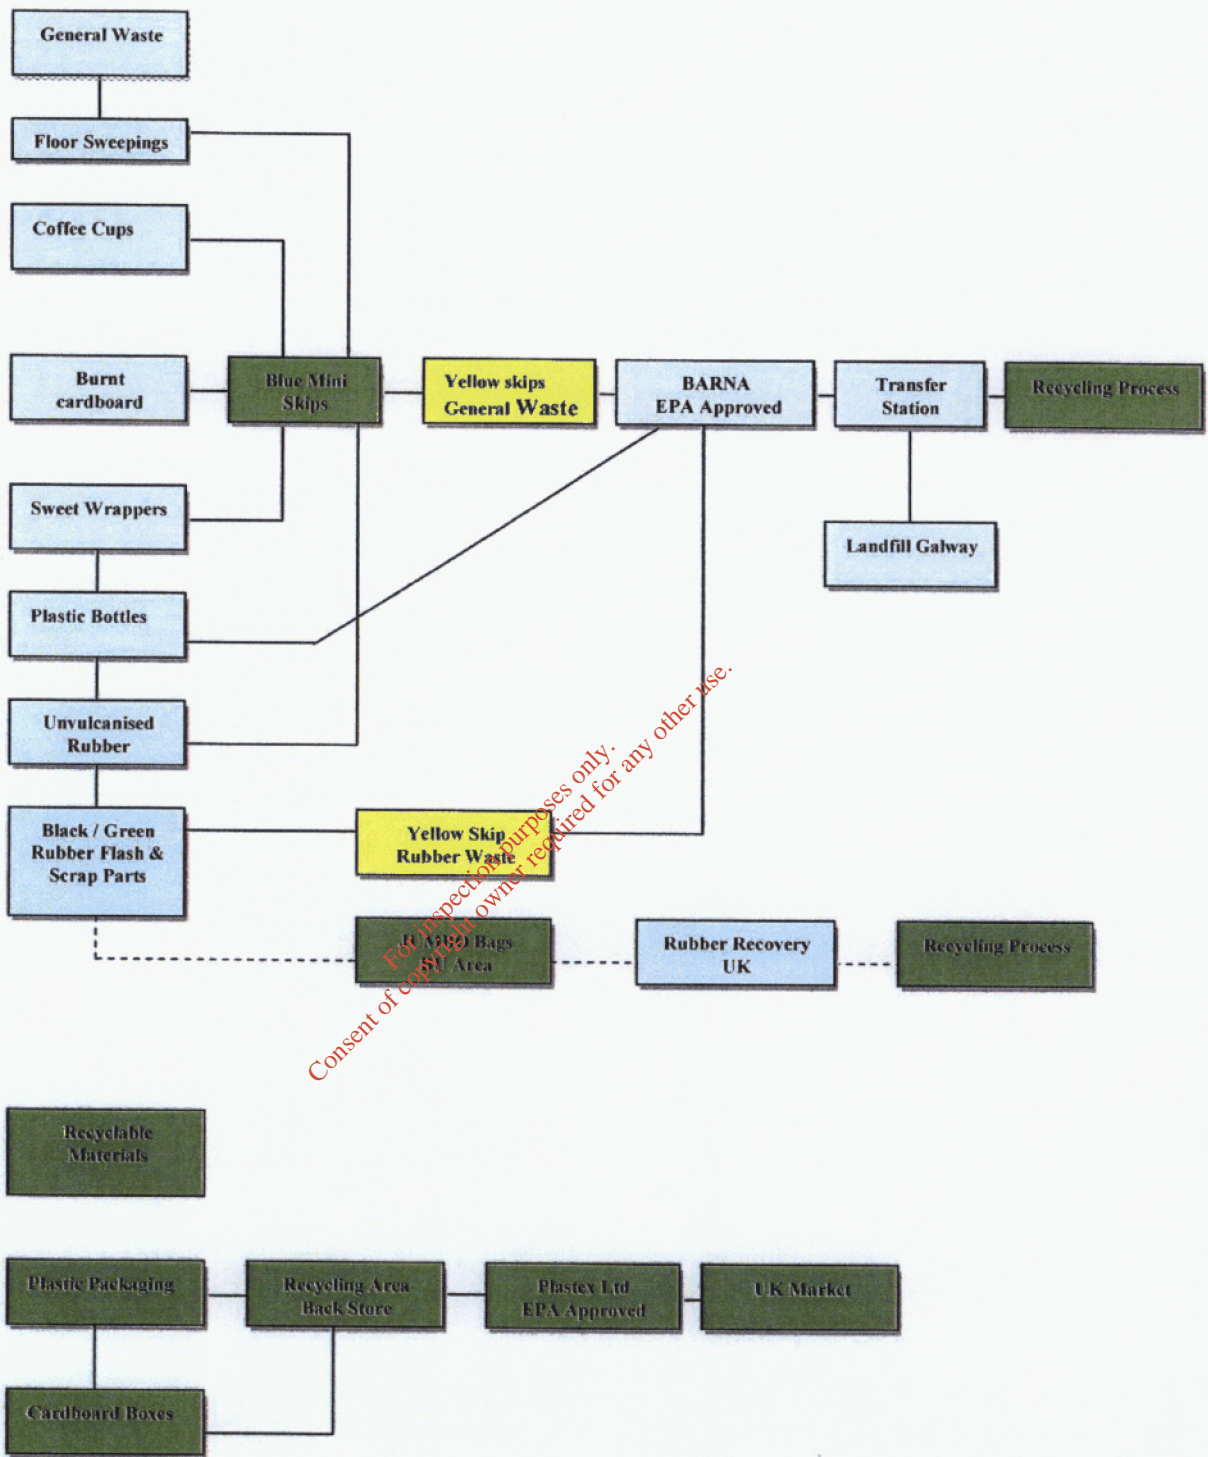 General Waste
Floor Sweepings
Coffee Cups
Burnt
cardboard
Blue Mini
Skips
Yellow skips
General Waste
BARNA
EPA Approved
Transfer
Station
Recycling Process
Sweet Wrappers
Landfill Galway
Plastic Bottles
Unvulcanised
Rubber
Black / Green
Rubber Flash &
Scrap Parts
Yellow Skip
Rubber Waste
Bags
Area
Rubber Recovery
UK
Recycling Process
For inspection purposes only.
Consent of copyright owner required for any other use.
Recyclable
Materials
Plastic Packaging
Recycling Area
Back Store
Plastex Ltd
EPA Approved
UK Market
Cardboard Boxes